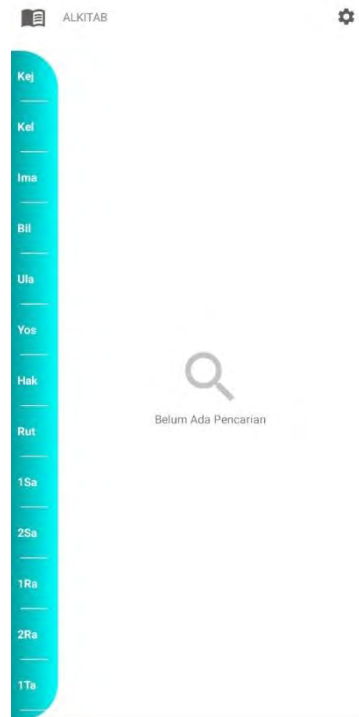 ALKITAB
Kej
Kel
Ima
Bil
Ula
Yos
Hak
Rut
1Sa
2Sa
1Ra
2Ra
1Ta
Belum Ada Pencarian